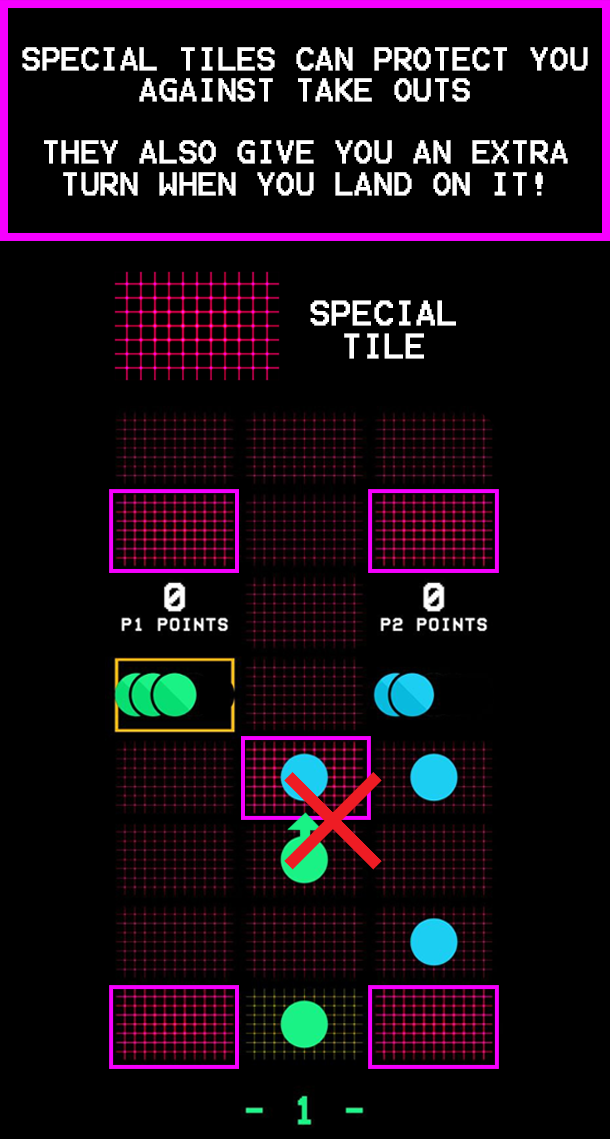 SPECIAL TILES CAN PROTECT YOU
AGAINST TAKE OUTS
THEY ALSO GIVE YOU AN EXTRA
TURN WHEN YOU LAND ON IT!
SPECIAL
TILE
0
P1 POINTS
0
P2 POINTS
- 1 -